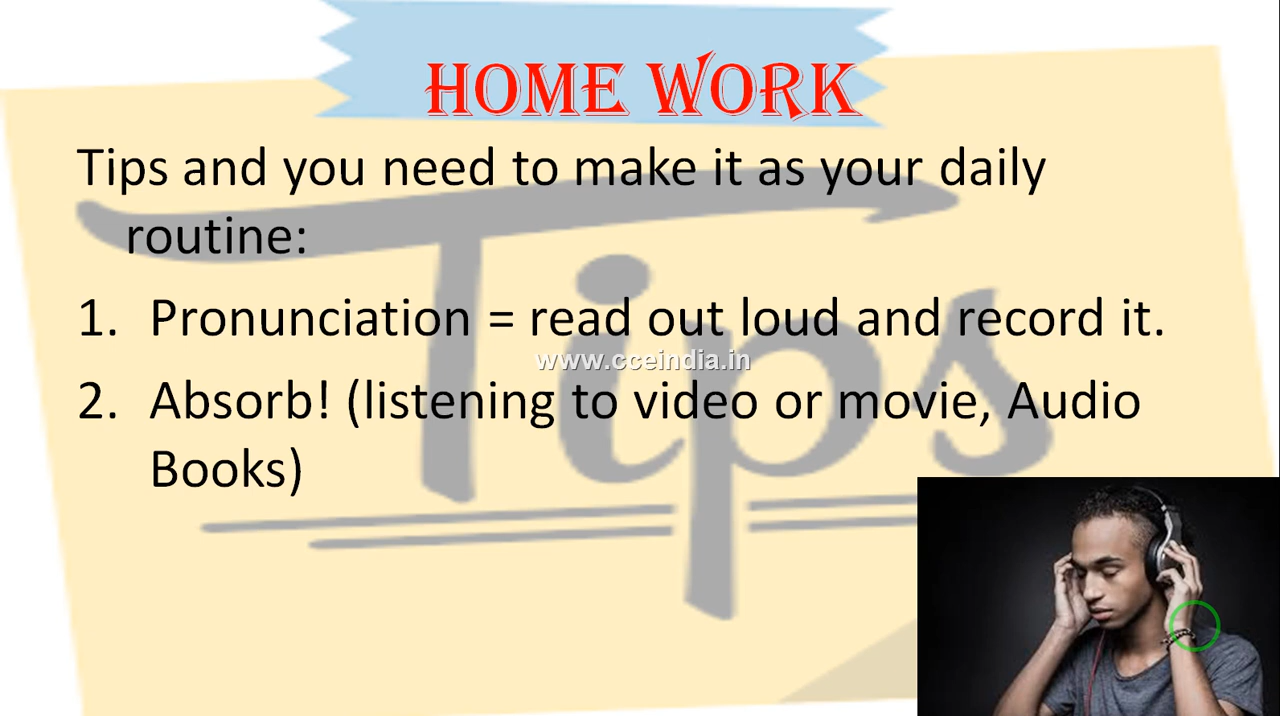 HOME WORK
Tips and you need to make it as your daily
routine:
1. Pronunciation = read out loud and record it.
www.cceindia.in
2. Absorb! (listening to video or movie, Audio
Books)
Tips